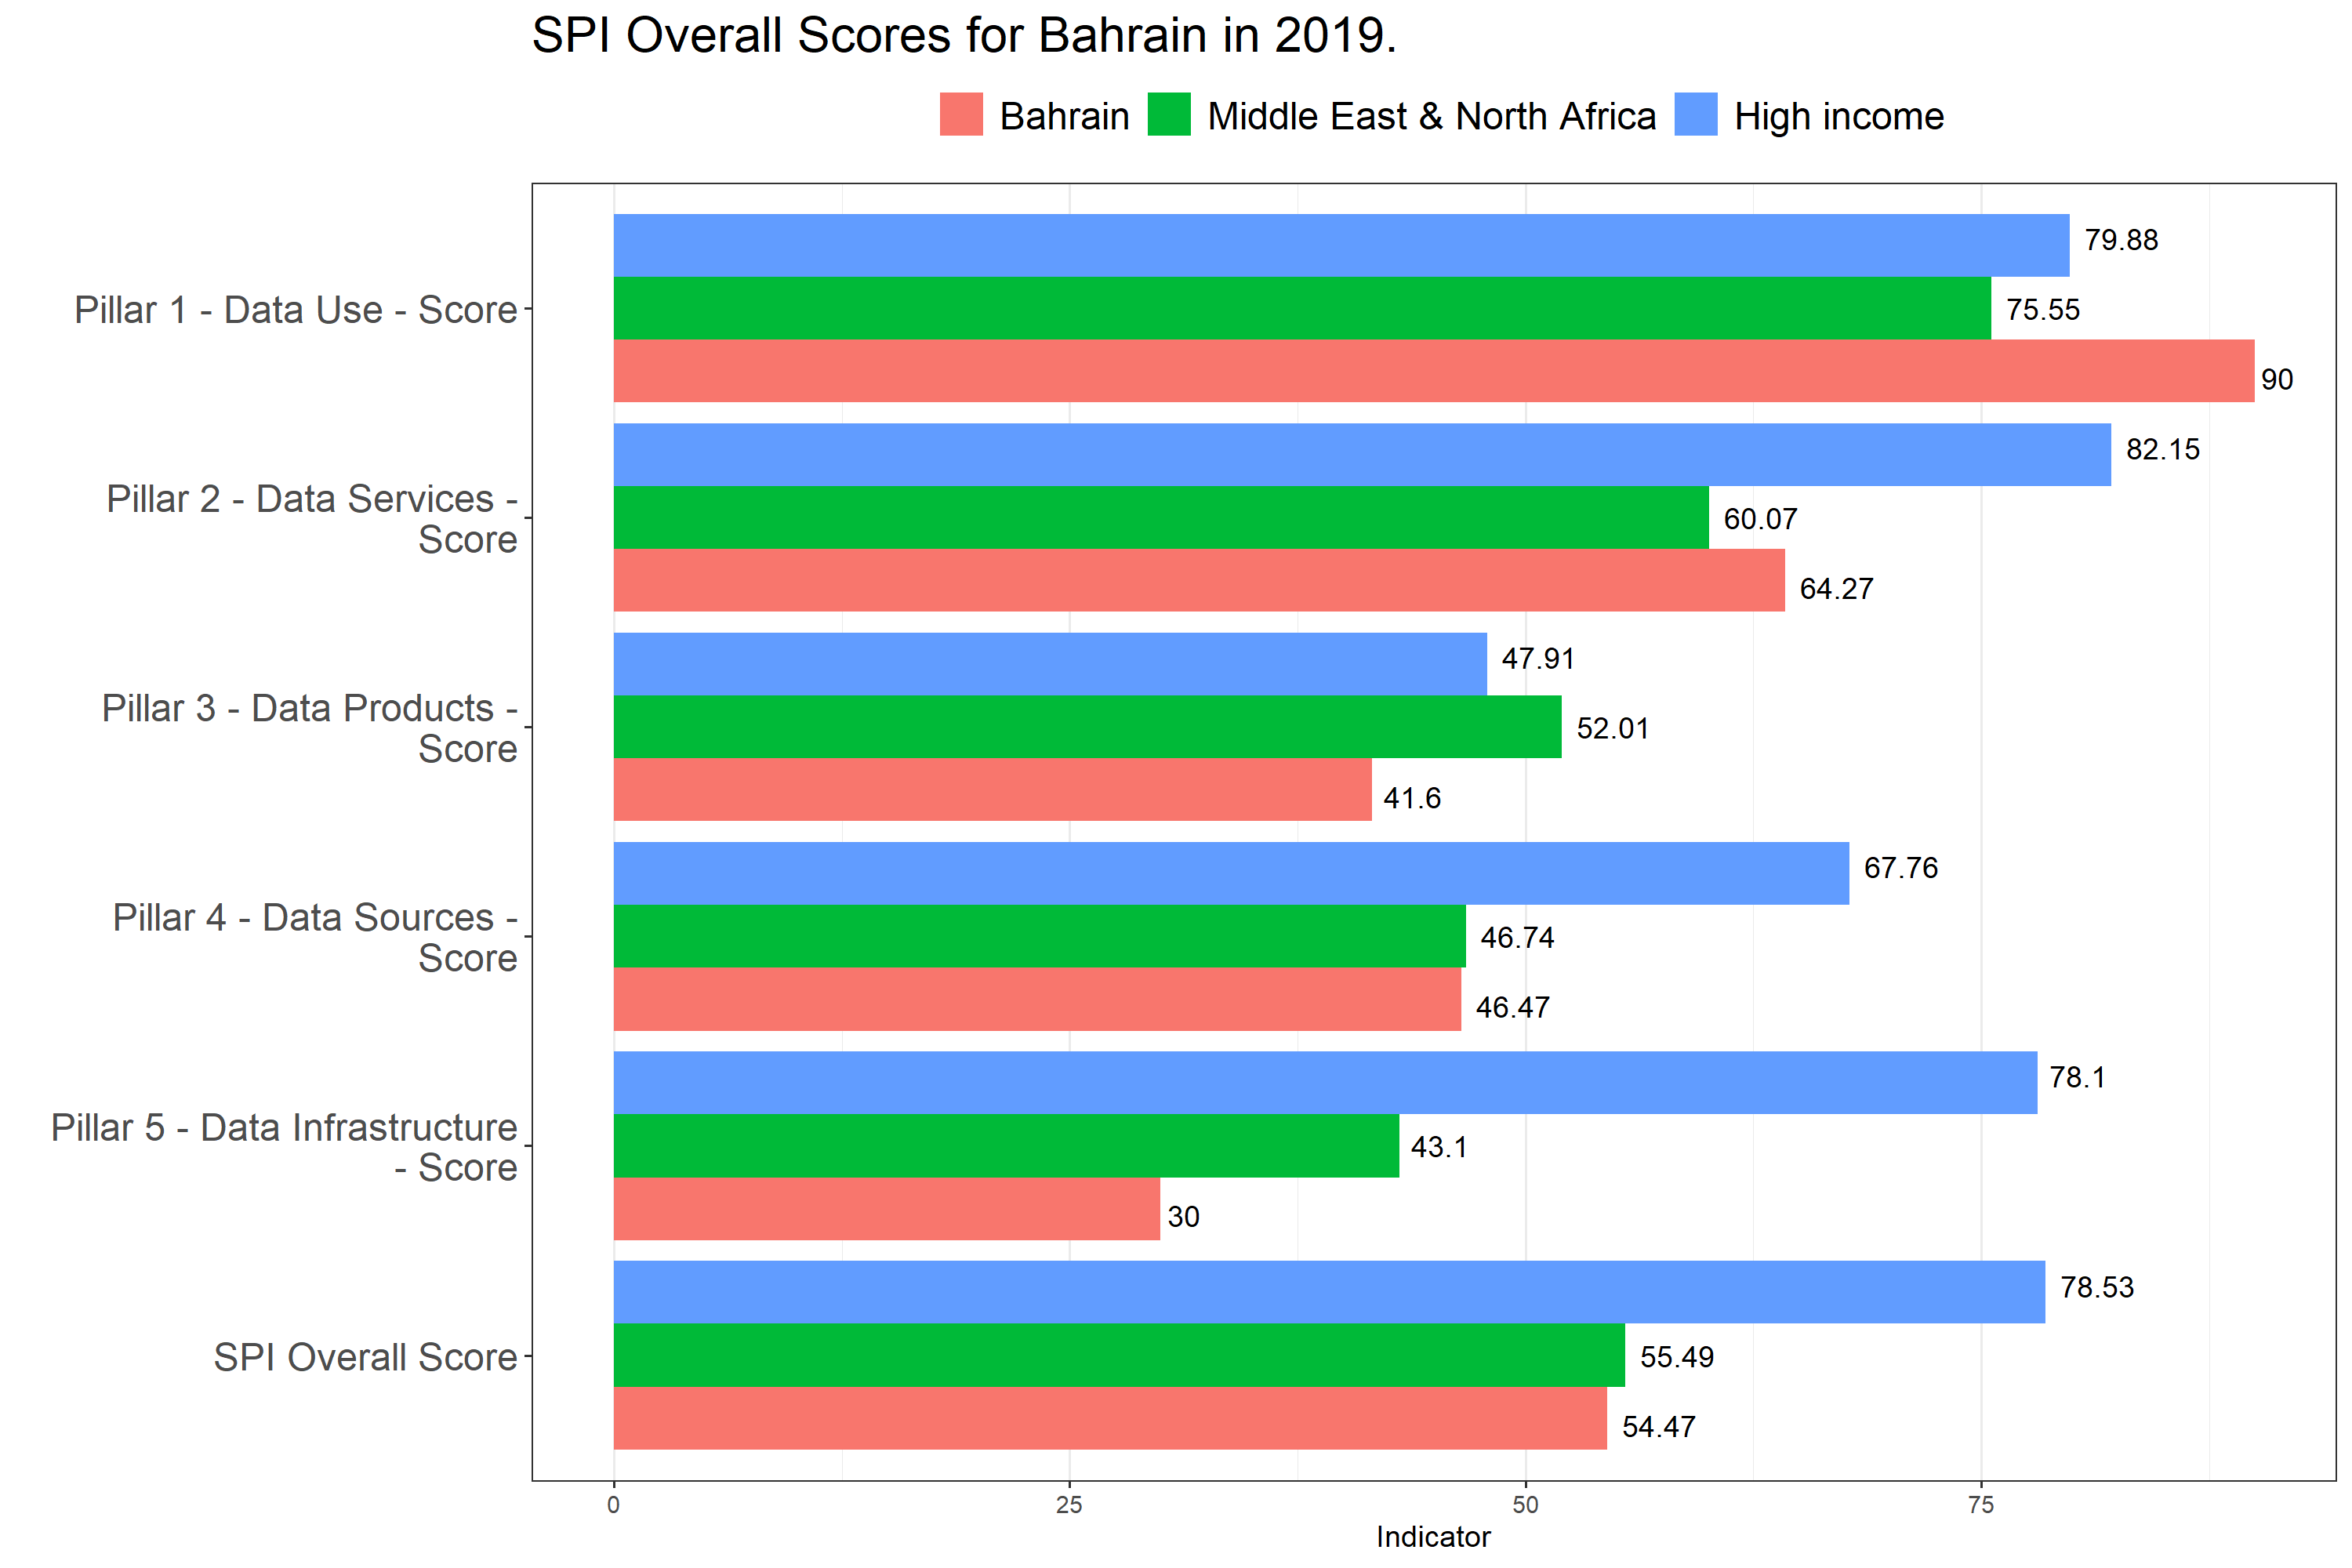 SPI Overall Scores for Bahrain in 2019.
Bahrain Middle East & North Africa High income
79.88
Pillar 1 - Data Use - Score
75.55
90
82.15
Pillar 2 - Data Services -
Score
60.07
64.27
47.91
Pillar 3 - Data Products -
Score
52.01
41.6
67.76
Pillar 4 - Data Sources -
Score
46.74
46.47
78.1
Pillar 5 - Data Infrastructure
- Score
43.1
30
78.53
SPI Overall Score
55.49
54.47
0 25 50 75
Indicator